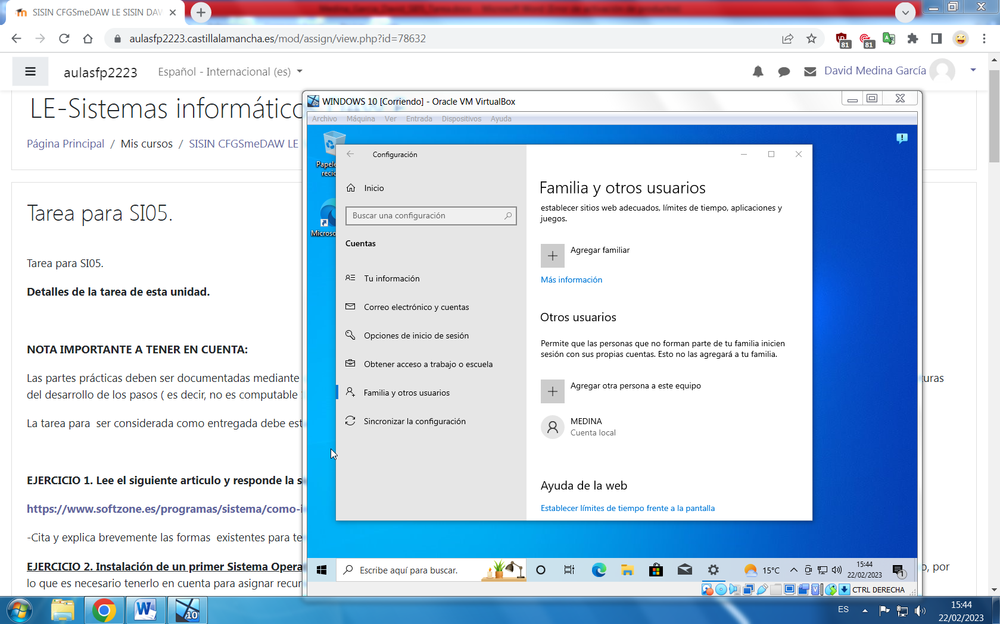 SISIN CFGSmeDAW LE SISIN DAW
aulasfp2223.castillalamancha.es/mod/assign/view.php?id=78632
81
81
aulasfp2223
Español - Internacional (es)
David Medina García
LE-Sistemas informático
Página Principal / Mis cursos / SISIN CFGSmeDAW LE
Tarea para SI05.
Tarea para SI05.
Detalles de la tarea de esta unidad.
NOTA IMPORTANTE A TENER EN CUENTA:
Las partes prácticas deben ser documentadas mediante
uras
del desarrollo de los pasos ( es decir, no es computable
La tarea para ser considerada como entregada debe est
EJERCICIO 1. Lee el siguiente articulo y responde la s
https://www.softzone.es/programas/sistema/como-i
-Cita y explica brevemente las formas existentes para te
EJERCICIO 2. Instalación de un primer Sistema Opera
o, por
lo que es necesario tenerlo en cuenta para asignar recur
WINDOWS 10 [Corriendo] - Oracle VM VirtualBox
Archivo Máquina Ver Entrada Dispositivos Ayuda
Papele
recic
Microso
Configuración
Inicio
Buscar una configuración
Cuentas
Tu información
Correo electrónico y cuentas
Opciones de inicio de sesión
Obtener acceso a trabajo o escuela
Familia y otros usuarios
Sincronizar la configuración
Familia y otros usuarios
establecer sitios web adecuados, límites de tiempo, aplicaciones y
juegos.
Agregar familiar
Más información
Otros usuarios
Permite que las personas que no forman parte de tu familia inicien
sesión con sus propias cuentas. Esto no las agregará a tu familia.
Agregar otra persona a este equipo
MEDINA
Cuenta local
Ayuda de la web
Establecer límites de tiempo frente a la pantalla
Escribe aquí para buscar.
15°C
15:44
22/02/2023
1
CTRL DERECHA
10
ES
15:44
22/02/2023